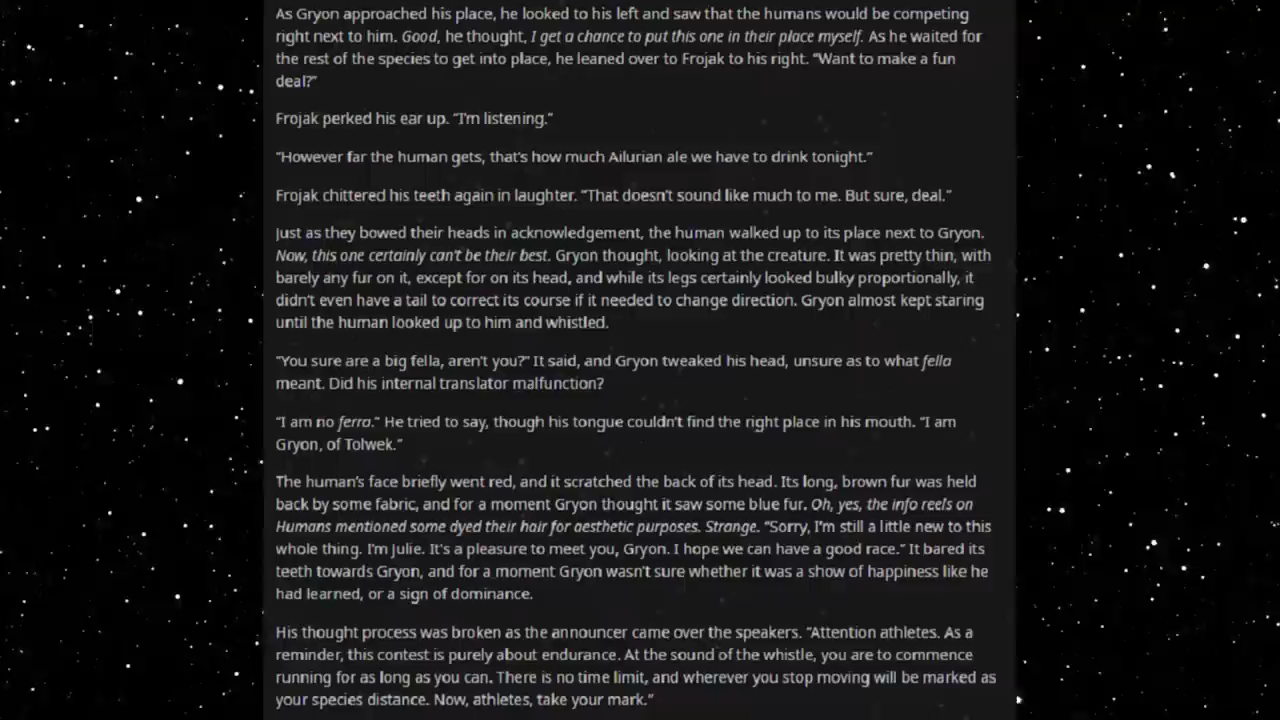 As Gryon approached his place, he looked to his left and saw that the humans would be competing
right next to him. Good, he thought, I get a chance to put this one in their place myself. As he waited for
the rest of the species to get into place, he leaned over to Frojak to his right. “Want to make a fun
deal?”
Frojak perked his ear up. “I’m listening.”
“However far the human gets, that’s how much Ailurian ale we have to drink tonight.”
Frojak chittered his teeth again in laughter. “That doesn’t sound like much to me. But sure, deal.”
Just as they bowed their heads in acknowledgement, the human walked up to its place next to Gryon.
Now, this one certainly can’t be their best. Gryon thought, looking at the creature. It was pretty thin, with
barely any fur on it, except for on its head, and while its legs certainly looked bulky proportionally, it
didn’t even have a tail to correct its course if it needed to change direction. Gryon almost kept staring
until the human looked up to him and whistled.
“You sure are a big fella, aren’t you?” It said, and Gryon tweaked his head, unsure as to what fella
meant. Did his internal translator malfunction?
“I am no ferra.” He tried to say, though his tongue couldn’t find the right place in his mouth. “I am
Gryon, of Tolwek.”
The human’s face briefly went red, and it scratched the back of its head. Its long, brown fur was held
back by some fabric, and for a moment Gryon thought it saw some blue fur. Oh, yes, the info reels on
Humans mentioned some dyed their hair for aesthetic purposes. Strange. “Sorry, I’m still a little new to this
whole thing. I’m Julie. It’s a pleasure to meet you, Gryon. I hope we can have a good race.” It bared its
teeth towards Gryon, and for a moment Gryon wasn’t sure whether it was a show of happiness like he
had learned, or a sign of dominance.
His thought process was broken as the announcer came over the speakers. “Attention athletes. As a
reminder, this contest is purely about endurance. At the sound of the whistle, you are to commence
running for as long as you can. There is no time limit, and wherever you stop moving will be marked as
your species distance. Now, athletes, take your mark.”